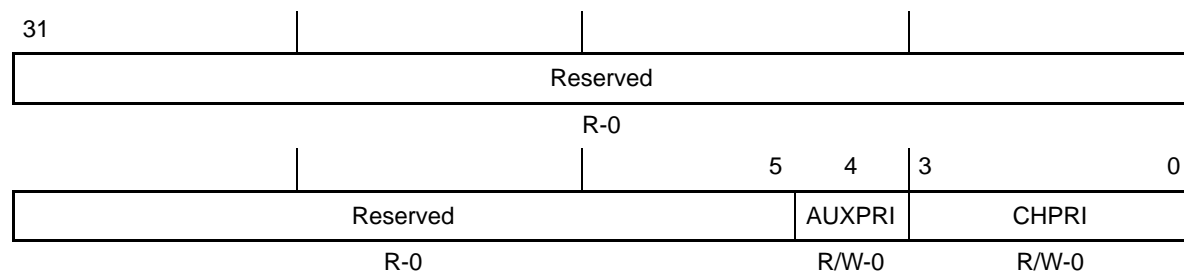 31
Reserved
R-0
5 4 3 0
Reserved AUXPRI CHPRI
R-0 R/W-0 R/W-0